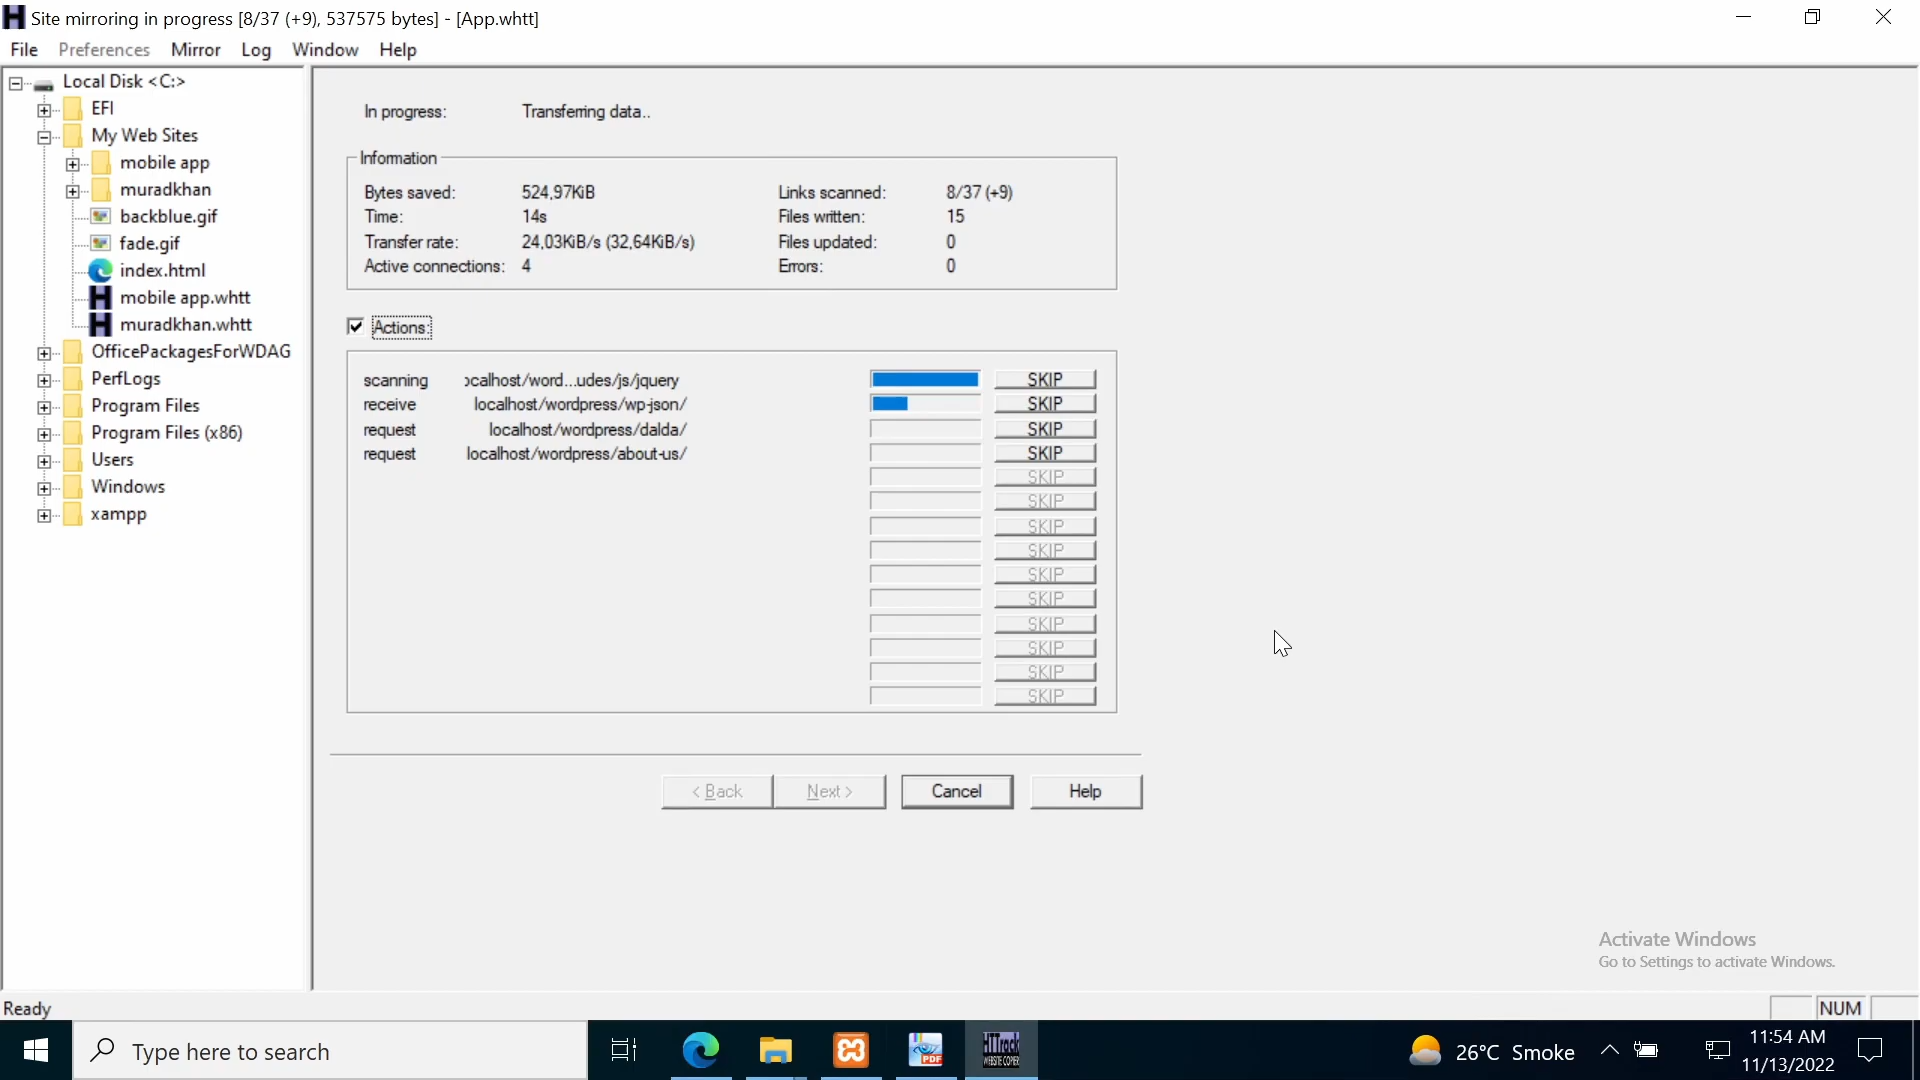 Site mirroring in progress [8/37 (+9), 537575 bytes] - [App.whtt]
File Preferences Mirror Log Window Help
Local Disk <C:>
EFI
My Web Sites
mobile app
muradkhan
backblue.gif
fade.gif
index.html
mobile app.whtt
muradkhan.whtt
OfficePackagesForWDAG
PerfLogs
Program Files
Program Files (x86)
Users
Windows
xampp
In progress: Transferring data..
Information
Bytes saved: 524,97KiB Links scanned: 8/37 (+9)
Time: 14s Files written: 15
Transfer rate: 24,03KiB/s (32,64KiB/s) Files updated: 0
Active connections: 4 Errors: 0
Actions:
scanning localhost/word...udes/js/jquery SKIP
receive localhost/wordpress/wp-json/ SKIP
request localhost/wordpress/dalda/ SKIP
request localhost/wordpress/about-us/ SKIP
SKIP
SKIP
SKIP
SKIP
SKIP
SKIP
SKIP
SKIP
SKIP
SKIP
< Back Next > Cancel Help
Activate Windows
Go to Settings to activate Windows.
Ready NUM
Type here to search
PDF
HTTrack
WEBSITE COPIER
26°C Smoke
11:54 AM
11/13/2022